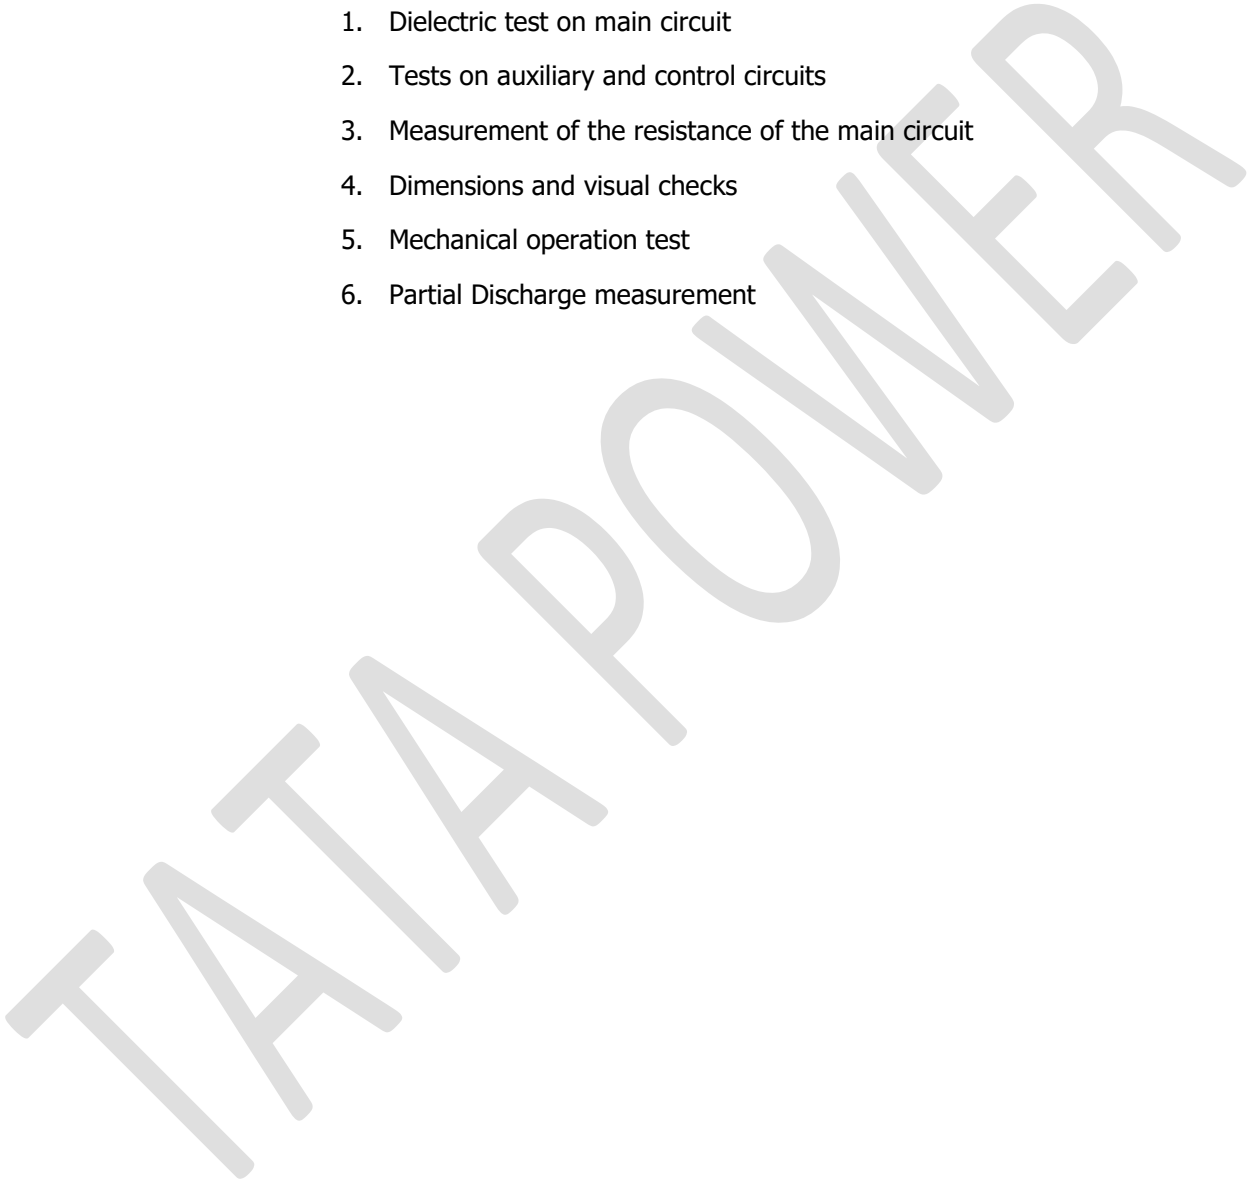 1. Dielectric test on main circuit
2. Tests on auxiliary and control circuits
3. Measurement of the resistance of the main circuit
4. Dimensions and visual checks
5. Mechanical operation test
6. Partial Discharge measurement
TATA POWER